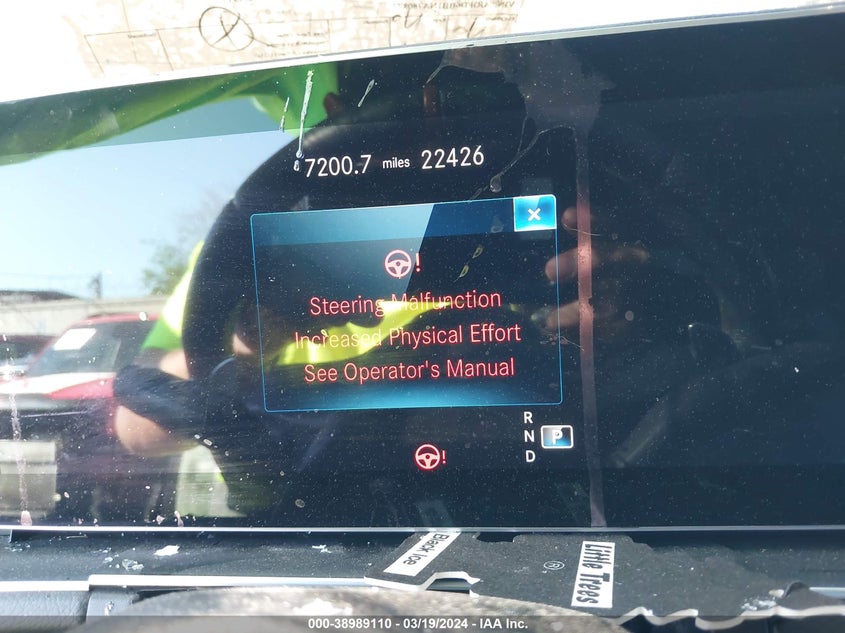 7200.7 miles 22426
×
!
Steering Malfunction
Increased Physical Effort
See Operator's Manual
R
N P
D
!
Black Ice
Little Trees
®
000-38989110 - 03/19/2024 - IAA Inc.